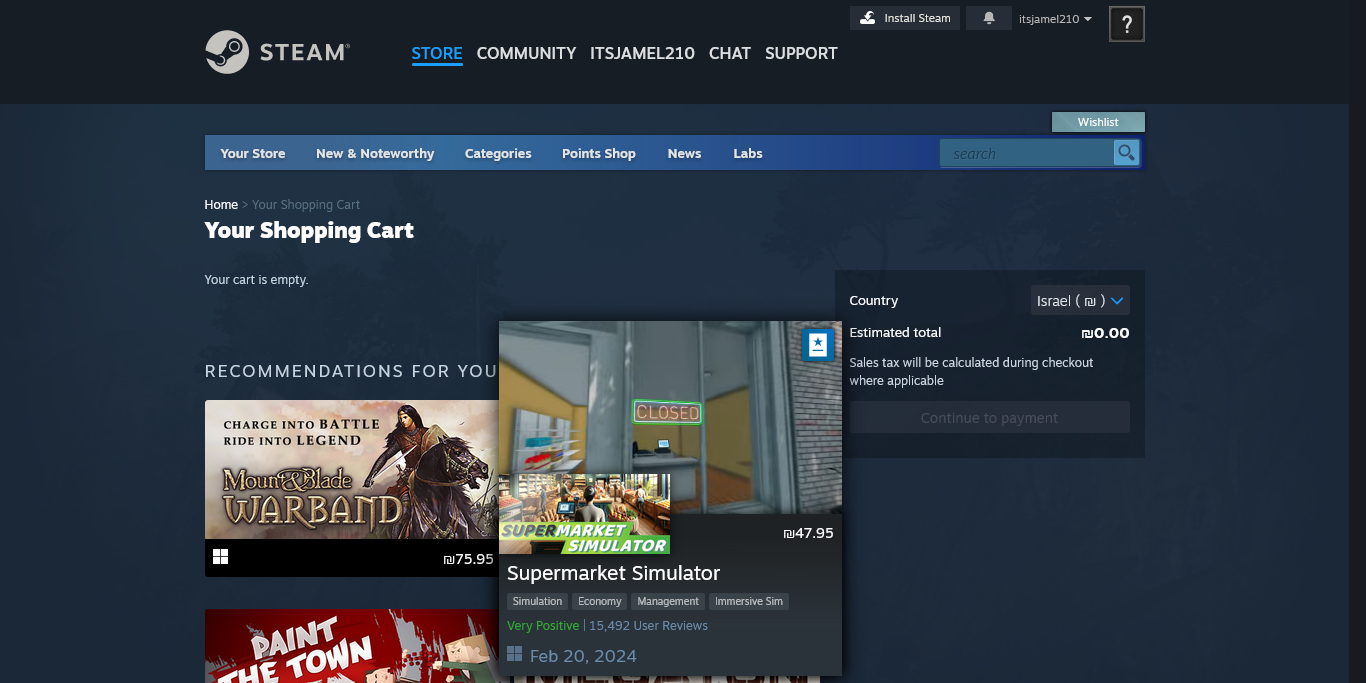 Install Steam
itsjamel210
?
STEAM®
STORE
COMMUNITY
ITSJAMEL210
CHAT
SUPPORT
Wishlist
Your Store
New & Noteworthy
Categories
Points Shop
News
Labs
search
Home > Your Shopping Cart
Your Shopping Cart
Your cart is empty.
Country
Israel ( ₪ )
Estimated total
₪0.00
Sales tax will be calculated during checkout
where applicable
Continue to payment
RECOMMENDATIONS FOR YOU
CHARGE INTO BATTLE
RIDE INTO LEGEND
Mount&Blade
WARBAND
₪75.95
CLOSED
SUPERMARKET
SIMULATOR
₪47.95
Supermarket Simulator
Simulation
Economy
Management
Immersive Sim
Very Positive | 15,492 User Reviews
Feb 20, 2024
PAINT
THE TOWN